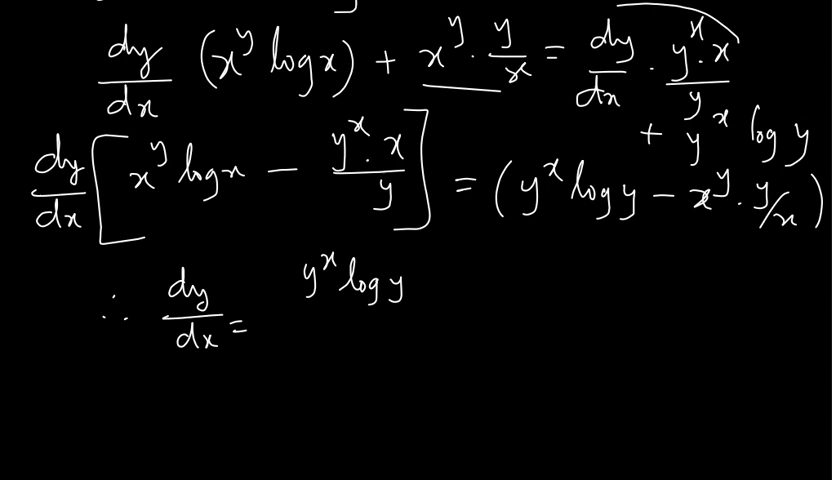 dy/dx (x^y log x) + x^y . y/x = dy/dx . y^x . x/y + y^x log y
dy/dx [x^y log x - y^x . x/y] = (y^x log y - x^y . y/x)
∴ dy/dx = y^x log y